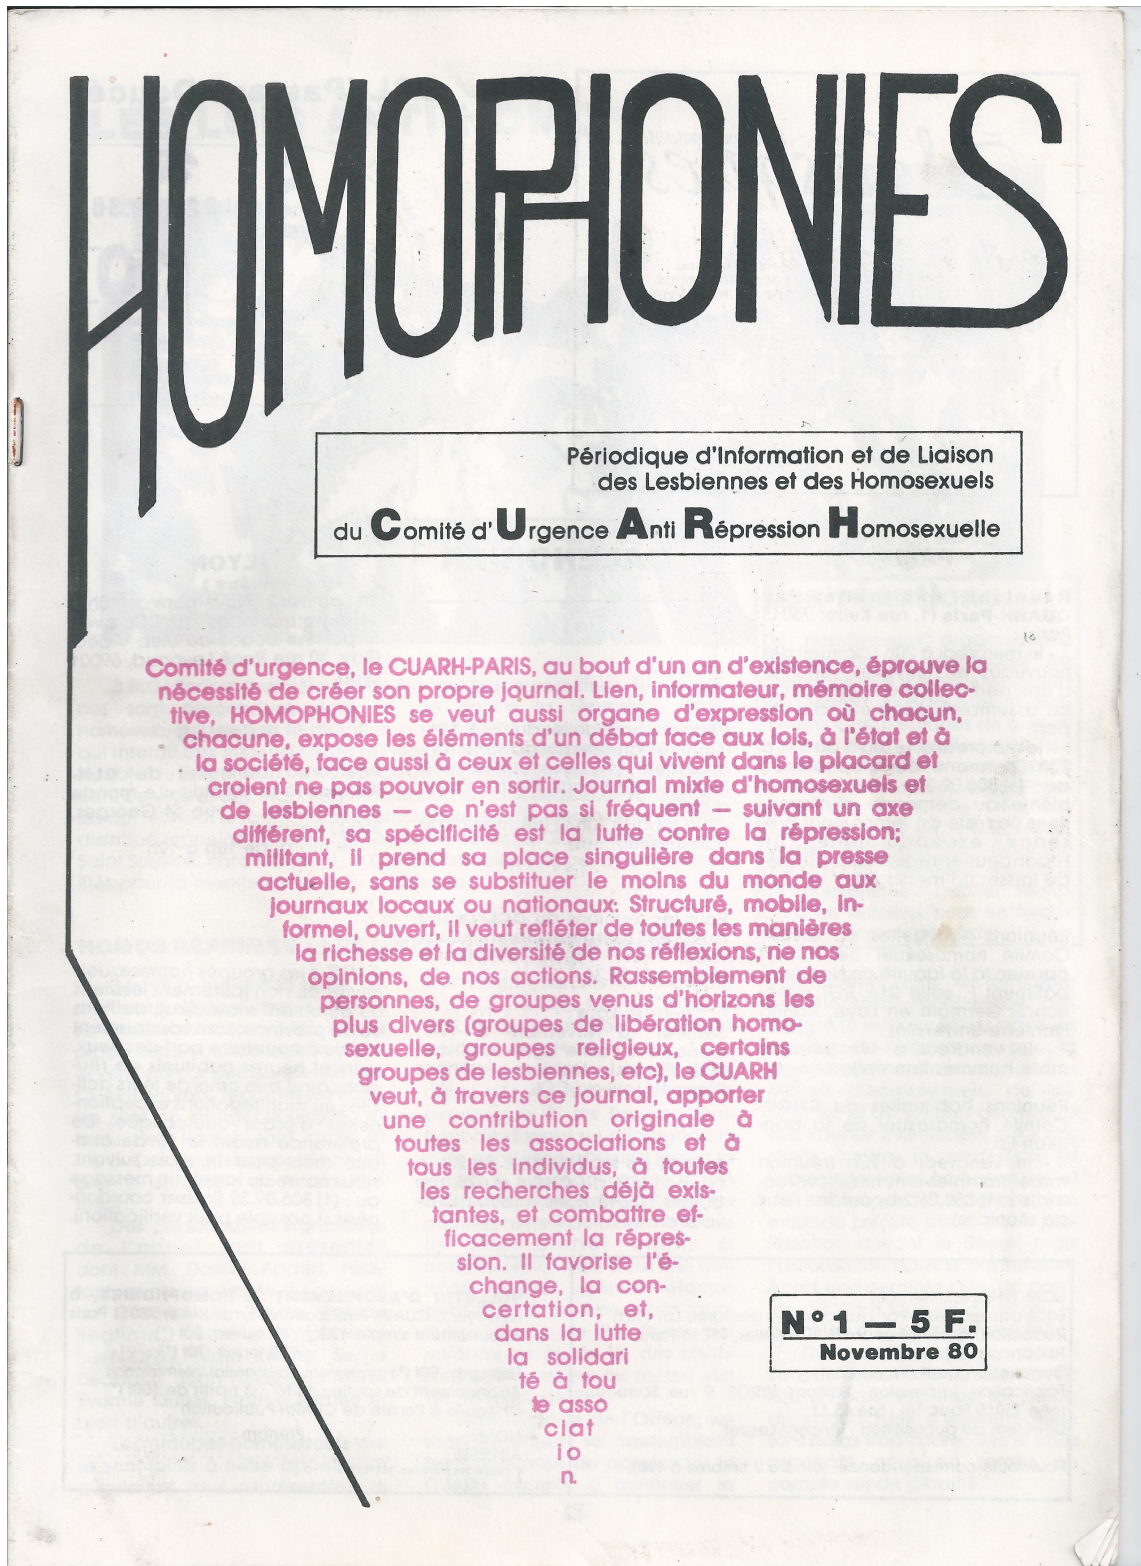 HOMOPHONIES
Périodique d'Information et de Liaison
des Lesbiennes et des Homosexuels
du Comité d'Urgence Anti Répression Homosexuelle
Comité d'urgence, le CUARH-PARIS, au bout d'un an d'existence, éprouve la
nécessité de créer son propre journal. Lien, informateur, mémoire collec-
tive, HOMOPHONIES se veut aussi organe d'expression où chacun,
chacune, expose les éléments d'un débat face aux lois, à l'état et à
la société, face aussi à ceux et celles qui vivent dans le placard et
croient ne pas pouvoir en sortir. Journal mixte d'homosexuels et
de lesbiennes — ce n'est pas si fréquent — suivant un axe
différent, sa spécificité est la lutte contre la répression;
militant, il prend sa place singulière dans la presse
actuelle, sans se substituer le moins du monde aux
journaux locaux ou nationaux: Structuré, mobile, in-
formel, ouvert, il veut refléter de toutes les manières
la richesse et la diversité de nos réflexions, ne nos
opinions, de nos actions. Rassemblement de
personnes, de groupes venus d'horizons les
plus divers (groupes de libération homo-
sexuelle, groupes religieux, certains
groupes de lesbiennes, etc), le CUARH
veut, à travers ce journal, apporter
une contribution originale à
toutes les associations et à
tous les individus, à toutes
les recherches déjà exis-
tantes, et combattre ef-
ficacement la répres-
sion. Il favorise l'é-
change, la con-
certation, et,
dans la lutte
la solidari
té à tou
te asso
ciat
io
n.
N° 1 — 5 F.
Novembre 80